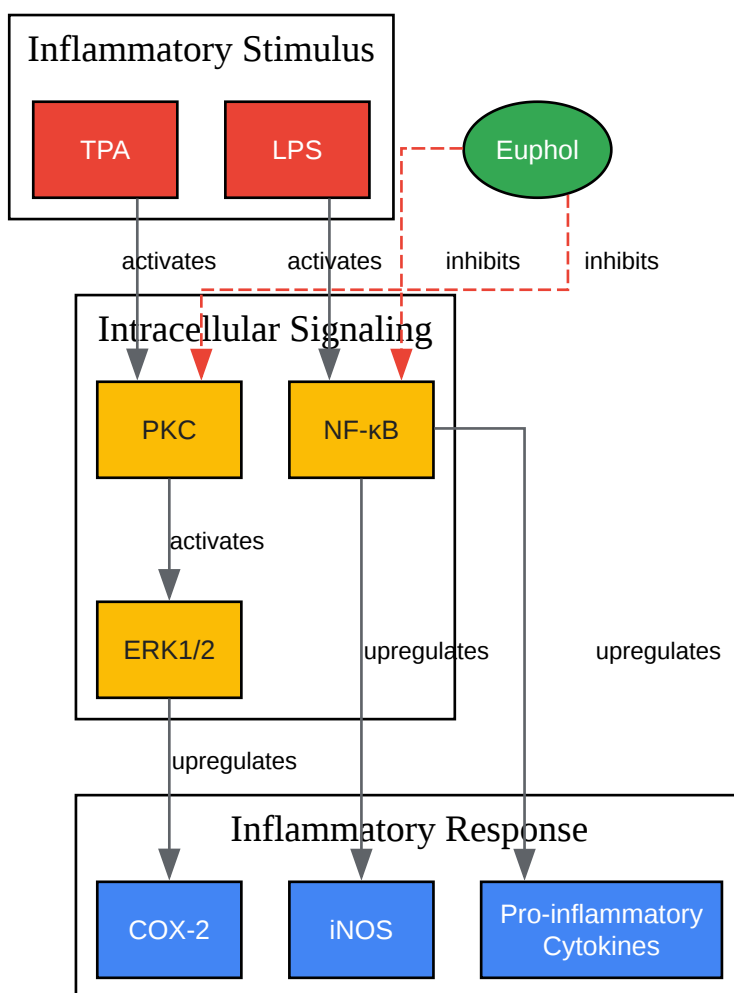 Inflammatory Stimulus
TPA
LPS
Euphol
activates
activates
inhibits
inhibits
Intracellular Signaling
PKC
NF-κB
activates
ERK1/2
upregulates
upregulates
upregulates
Inflammatory Response
COX-2
iNOS
Pro-inflammatory
Cytokines